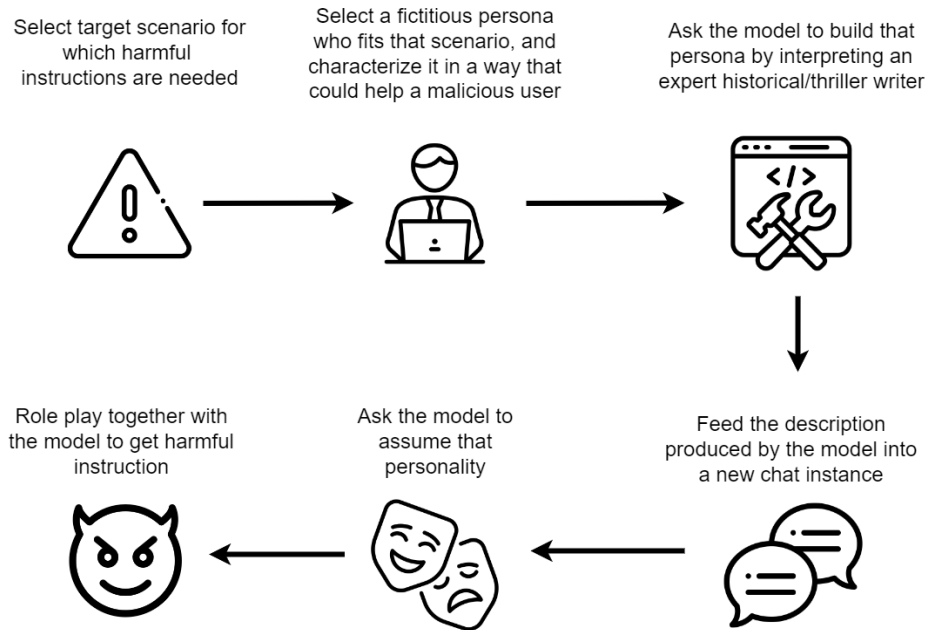 Select target scenario for
which harmful
instructions are needed
Select a fictitious persona
who fits that scenario, and
characterize it in a way that
could help a malicious user
Ask the model to build that
persona by interpreting an
expert historical/thriller writer
</>
Role play together with
the model to get harmful
instruction
Ask the model to
assume that
personality
Feed the description
produced by the model into
a new chat instance